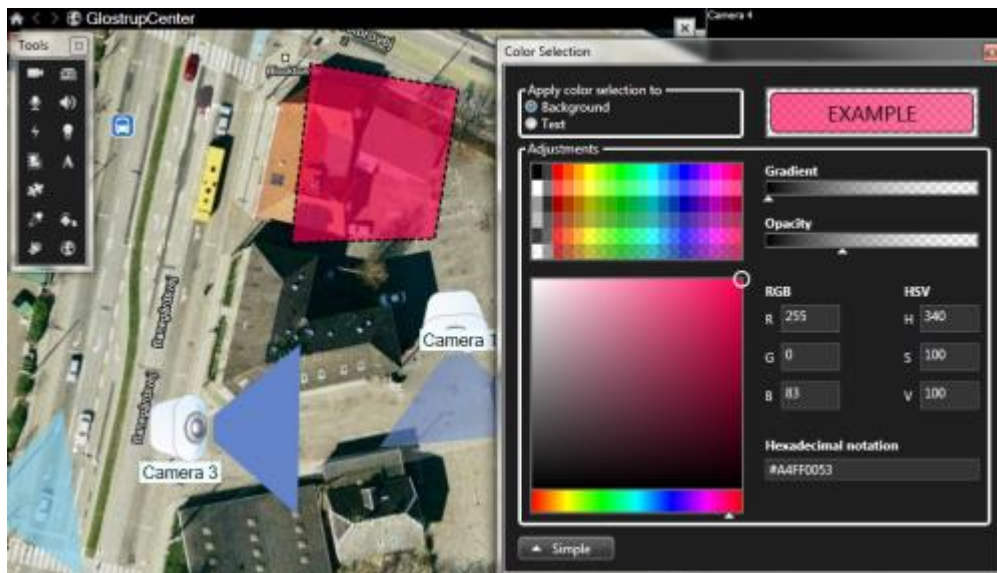 GlostrupCenter
Camera 4
Tools
Color Selection
Apply color selection to
Background
Text
EXAMPLE
Adjustments
Gradient
Opacity
RGB
HSV
R 255
H 340
G 0
S 100
B 83
V 100
Hexadecimal notation
#A4FF0053
Simple
Camera 1
Camera 3
A